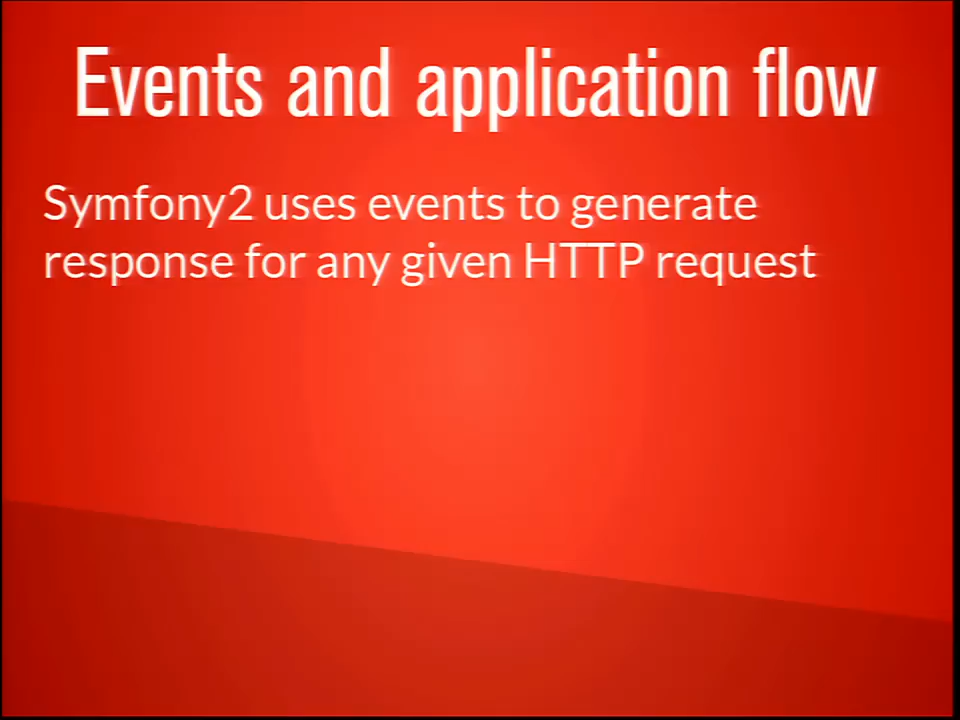 Events and application flow
Symfony2 uses events to generate
response for any given HTTP request